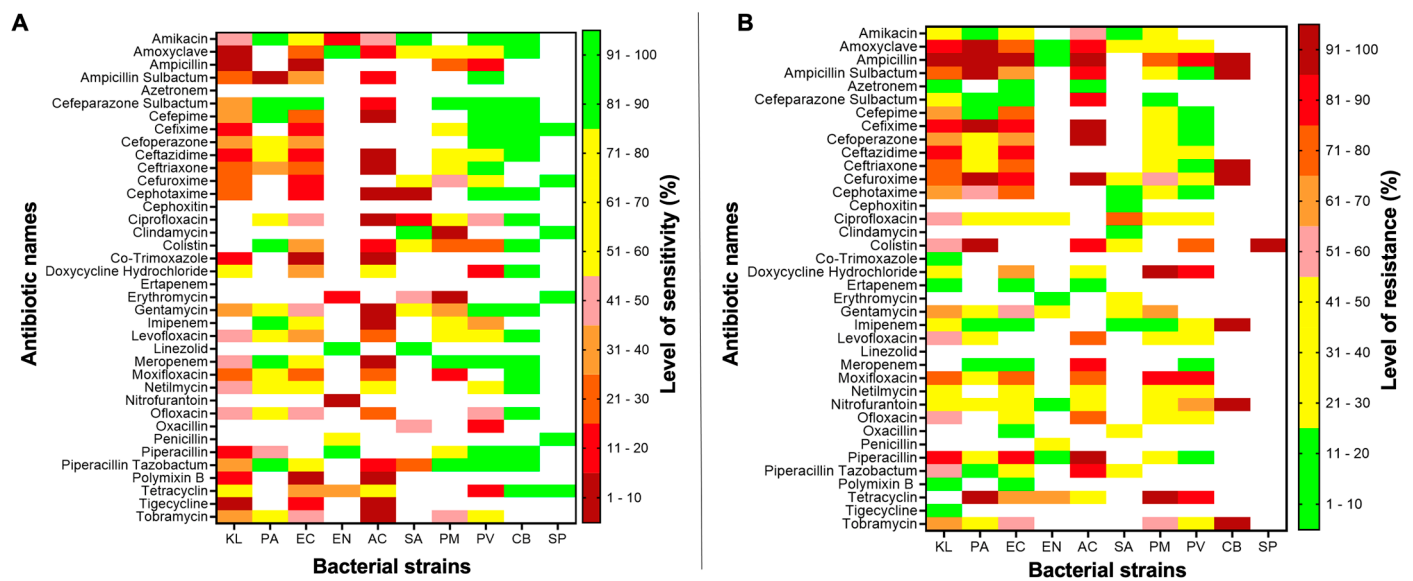 A
Antibiotic names
Amikacin
Amoxyclave
Ampicillin
Ampicillin Sulbactum
Azetronem
Cefeparazone Sulbactum
Cefepime
Cefixime
Cefoperazone
Ceftazidime
Ceftriaxone
Cefuroxime
Cephotaxime
Cephoxitin
Ciprofloxacin
Clindamycin
Colistin
Co-Trimoxazole
Doxycycline Hydrochloride
Ertapenem
Erythromycin
Gentamycin
Imipenem
Levofloxacin
Linezolid
Meropenem
Moxifloxacin
Netilmycin
Nitrofurantoin
Ofloxacin
Oxacillin
Penicillin
Piperacillin
Piperacillin Tazobactum
Polymixin B
Tetracyclin
Tigecycline
Tobramycin
KL PA EC EN AC SA PM PV CB SP
Bacterial strains
91 - 100
81 - 90
71 - 80
61 - 70
51 - 60
41 - 50
31 - 40
21 - 30
11 - 20
1 - 10
Level of sensitivity (%)
B
Antibiotic names
Amikacin
Amoxyclave
Ampicillin
Ampicillin Sulbactum
Azetronem
Cefeparazone Sulbactum
Cefepime
Cefixime
Cefoperazone
Ceftazidime
Ceftriaxone
Cefuroxime
Cephotaxime
Cephoxitin
Ciprofloxacin
Clindamycin
Colistin
Co-Trimoxazole
Doxycycline Hydrochloride
Ertapenem
Erythromycin
Gentamycin
Imipenem
Levofloxacin
Linezolid
Meropenem
Moxifloxacin
Netilmycin
Nitrofurantoin
Ofloxacin
Oxacillin
Penicillin
Piperacillin
Piperacillin Tazobactum
Polymixin B
Tetracyclin
Tigecycline
Tobramycin
KL PA EC EN AC SA PM PV CB SP
Bacterial strains
91 - 100
81 - 90
71 - 80
61 - 70
51 - 60
41 - 50
31 - 40
21 - 30
11 - 20
1 - 10
Level of resistance (%)